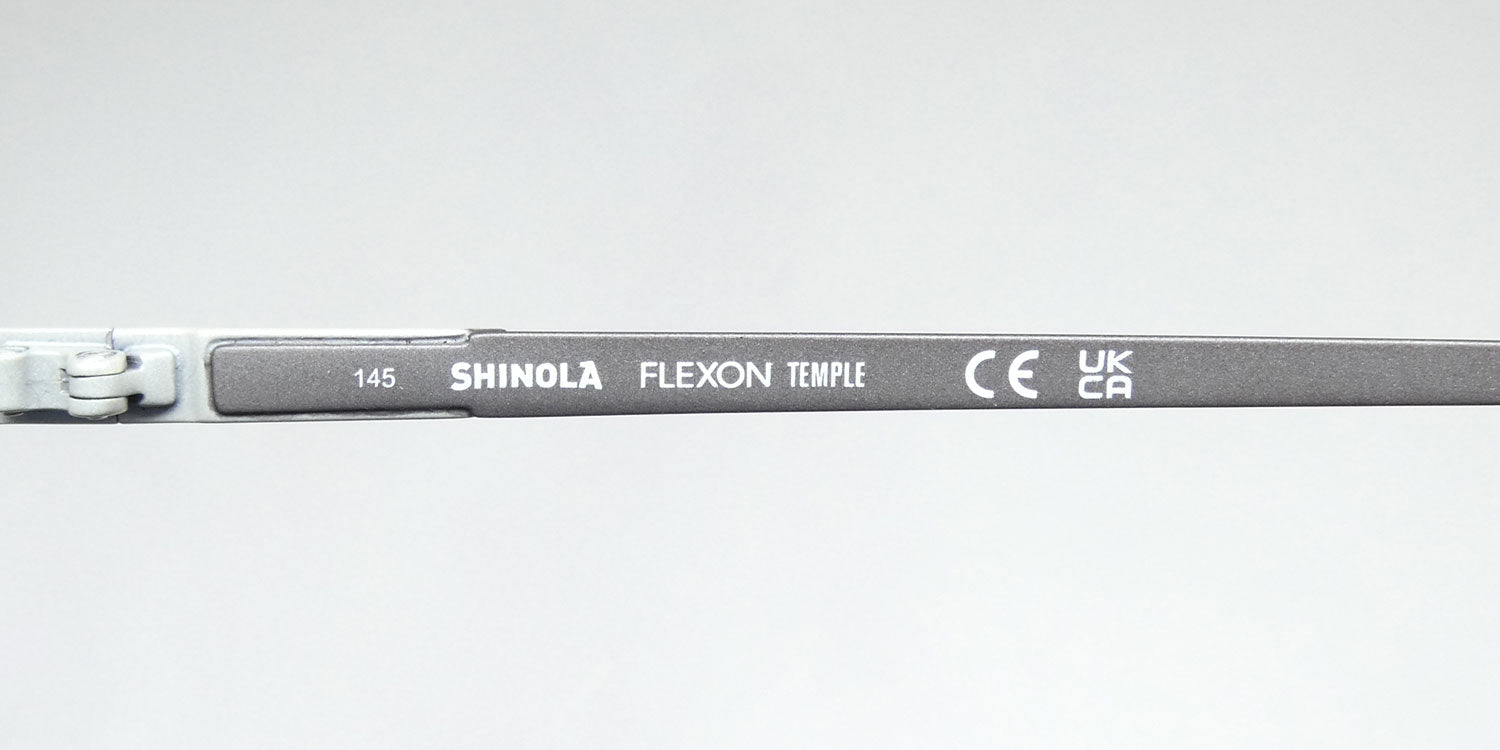 145 SHINOLA FLEXON TEMPLE CE UK
CA